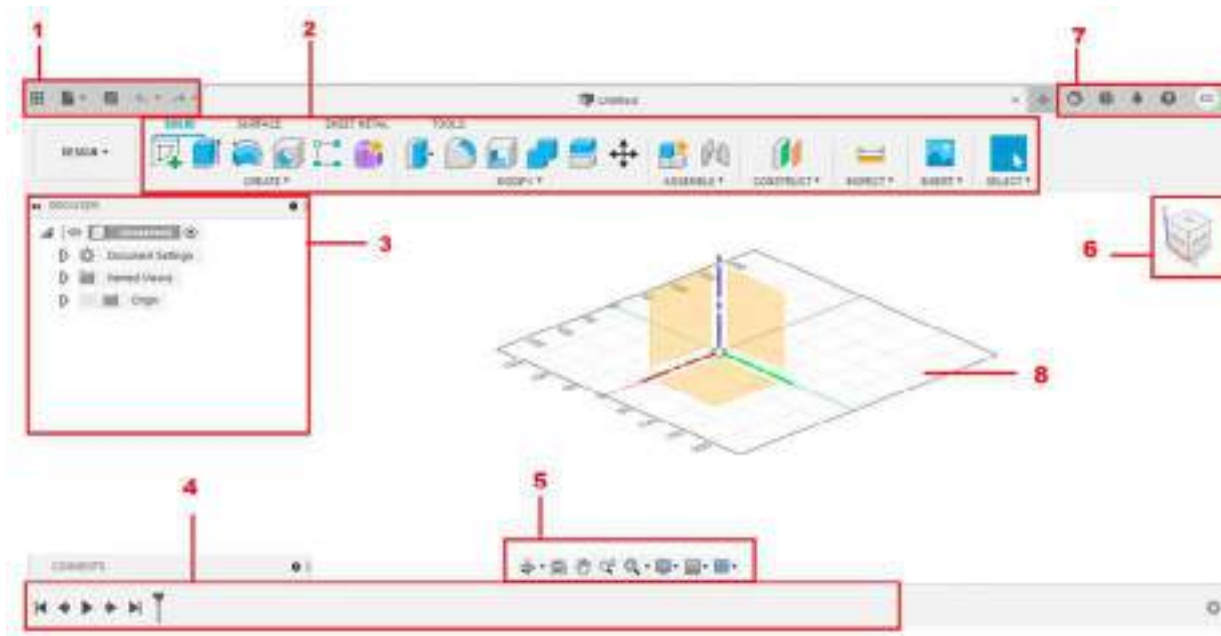 1
2
7
Untitled
SOLID SURFACE SHEET METAL TOOLS
DESIGN
CREATE MODIFY ASSEMBLE CONSTRUCT INSPECT INSERT SELECT
BROWSER
3
6
Document Settings
Named Views
Origin
8
4
5
COMMENTS